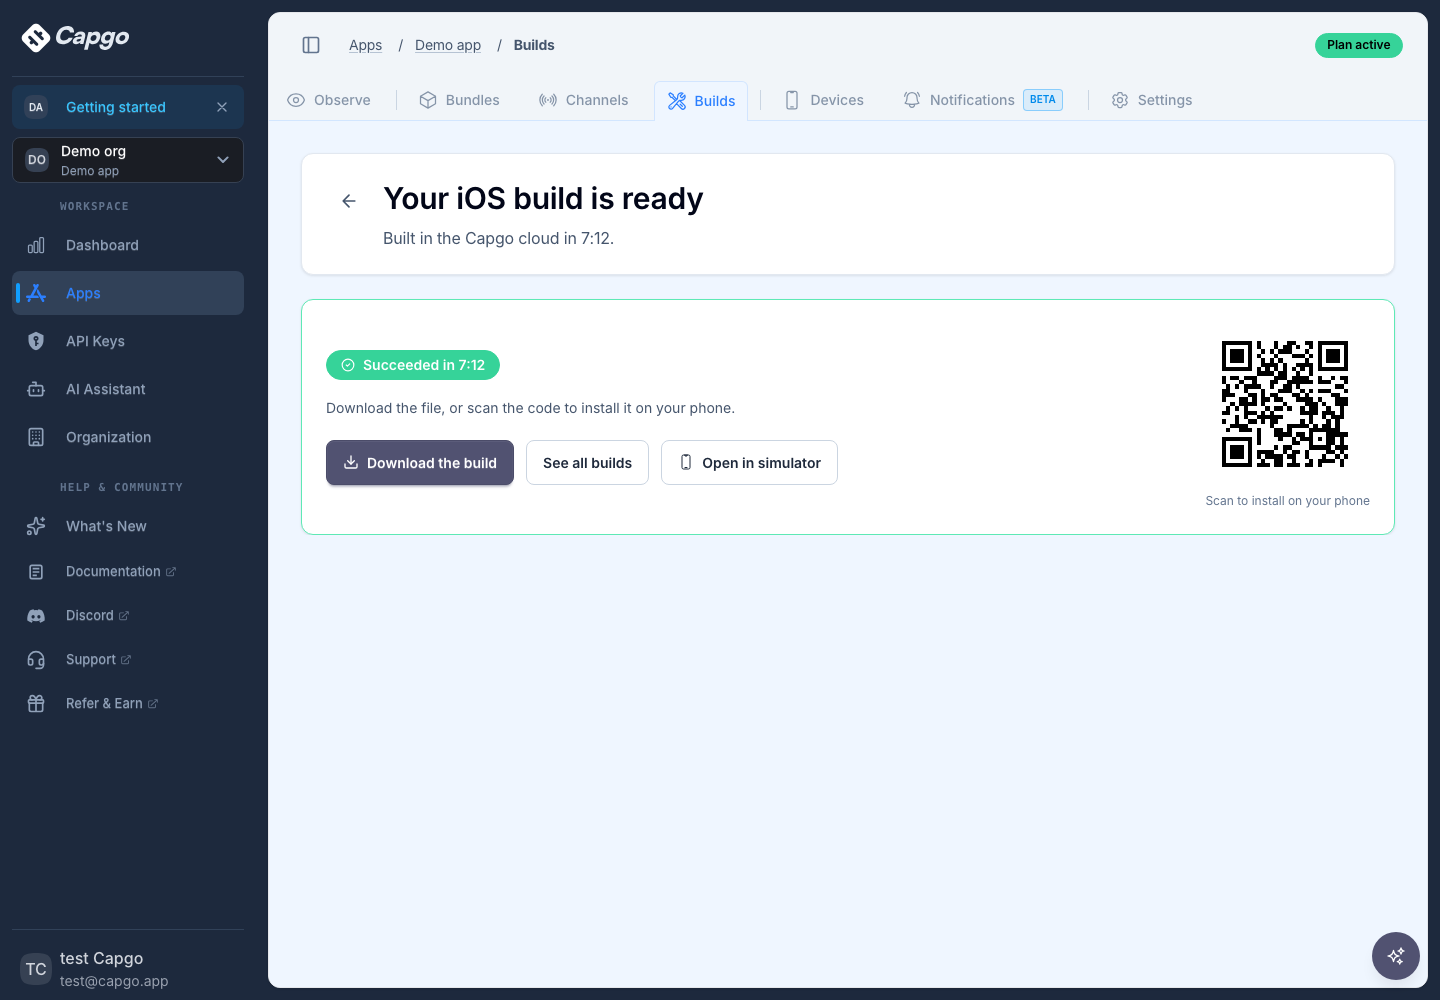 Capgo
DA
Getting started
DO
Demo org
Demo app
WORKSPACE
Dashboard
Apps
API Keys
AI Assistant
Organization
HELP & COMMUNITY
What's New
Documentation
Discord
Support
Refer & Earn
TC
test Capgo
test@capgo.app
Apps / Demo app / Builds
Plan active
Observe
Bundles
Channels
Builds
Devices
Notifications BETA
Settings
Your iOS build is ready
Built in the Capgo cloud in 7:12.
Succeeded in 7:12
Download the file, or scan the code to install it on your phone.
Download the build
See all builds
Open in simulator
Scan to install on your phone